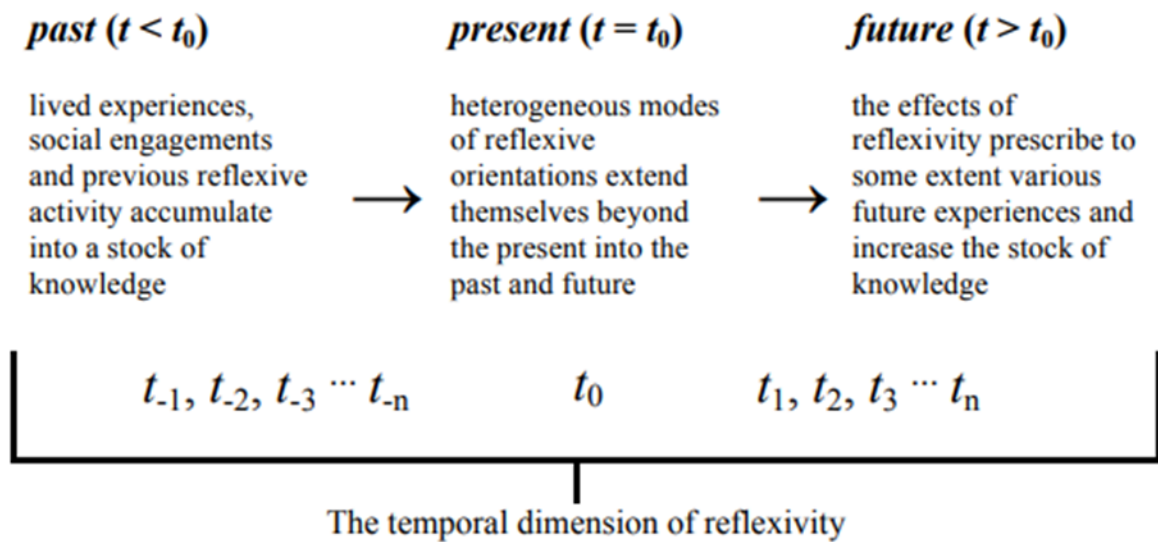 past (t < t₀)
lived experiences,
social engagements
and previous reflexive
activity accumulate
into a stock of
knowledge
→
present (t = t₀)
heterogeneous modes
of reflexive
orientations extend
themselves beyond
the present into the
past and future
→
future (t > t₀)
the effects of
reflexivity prescribe to
some extent various
future experiences and
increase the stock of
knowledge
t₋₁, t₋₂, t₋₃ ··· t₋ₙ
t₀
t₁, t₂, t₃ ··· tₙ
The temporal dimension of reflexivity